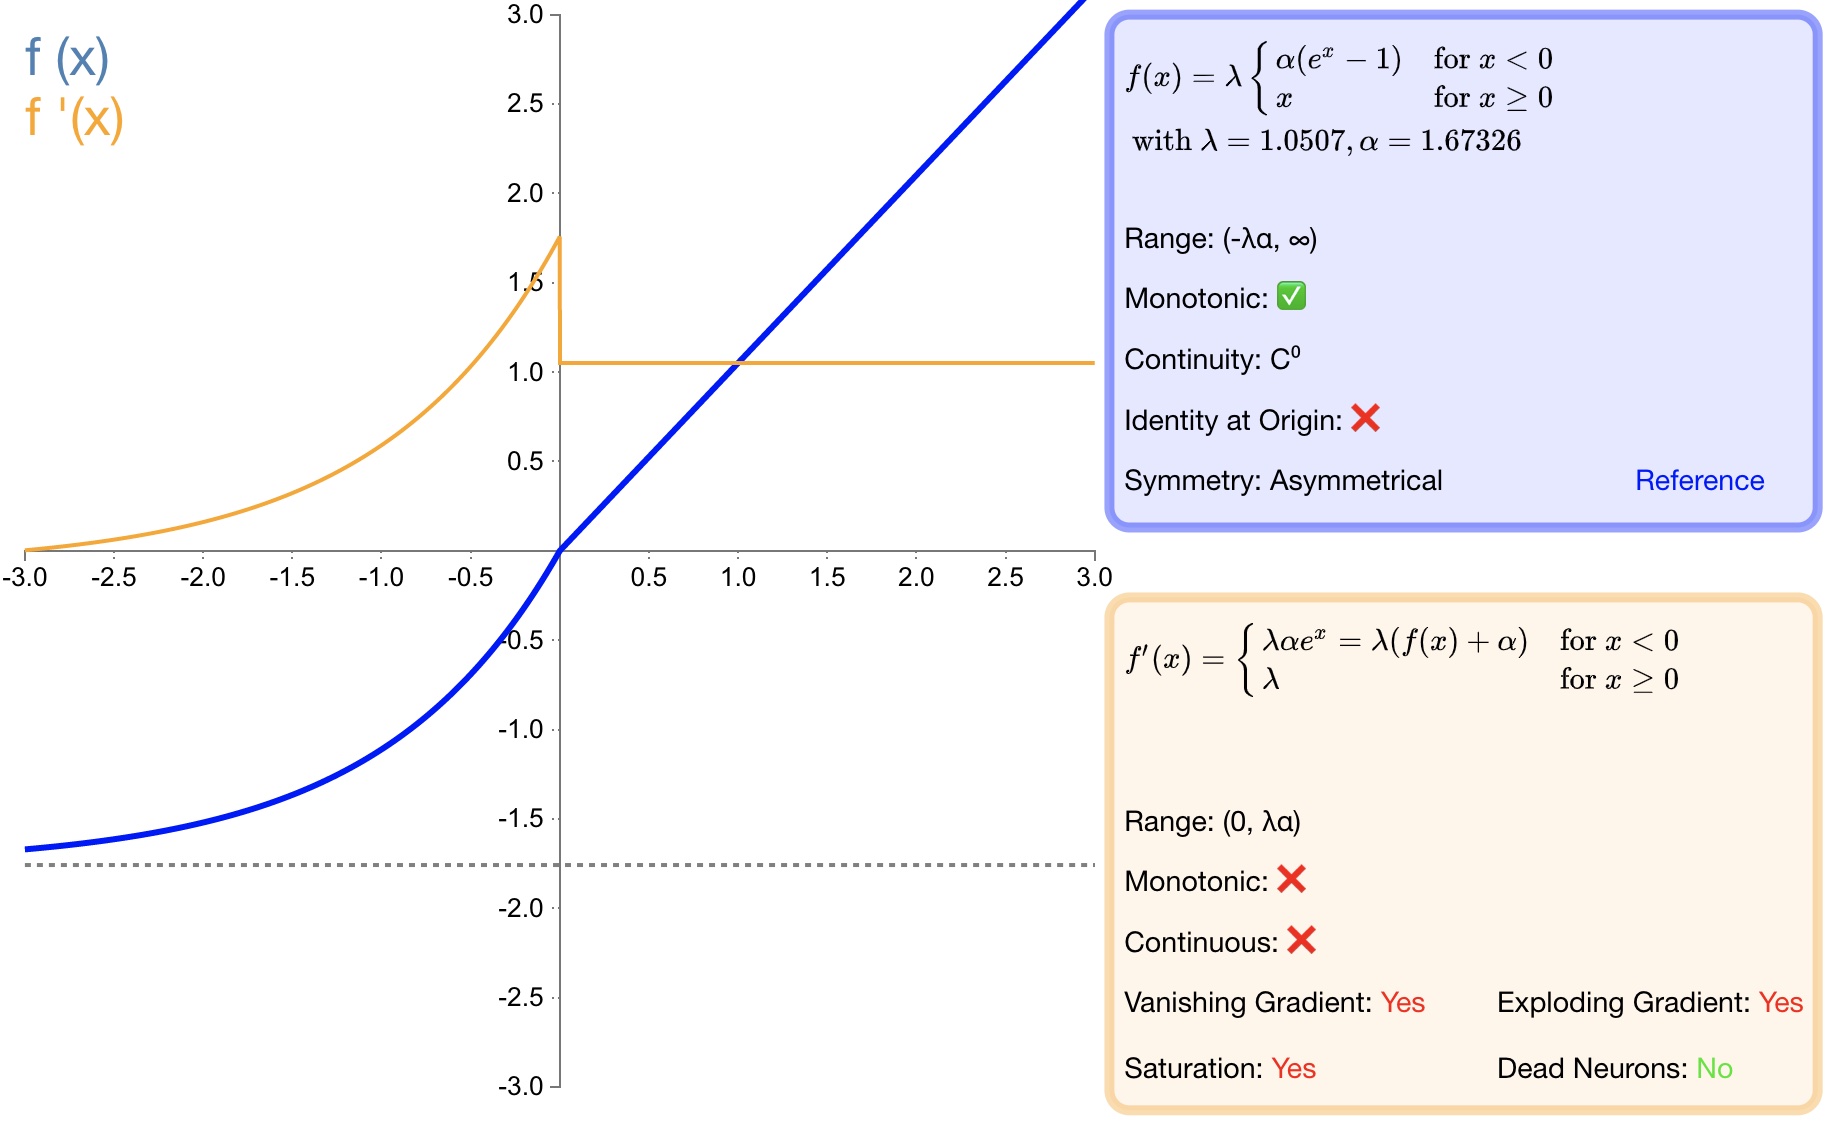 f (x)
f '(x)
3.0
2.5
2.0
1.5
1.0
0.5
-3.0 -2.5 -2.0 -1.5 -1.0 -0.5 0.5 1.0 1.5 2.0 2.5 3.0
-0.5
-1.0
-1.5
-2.0
-2.5
-3.0
f(x) = λ { α(eˣ − 1) for x < 0
x for x ≥ 0
with λ = 1.0507, α = 1.67326
Range: (-λα, ∞)
Monotonic: ✅
Continuity: C⁰
Identity at Origin: ❌
Symmetry: Asymmetrical Reference
f′(x) = { λαeˣ = λ(f(x) + α) for x < 0
λ for x ≥ 0
Range: (0, λα)
Monotonic: ❌
Continuous: ❌
Vanishing Gradient: Yes Exploding Gradient: Yes
Saturation: Yes Dead Neurons: No